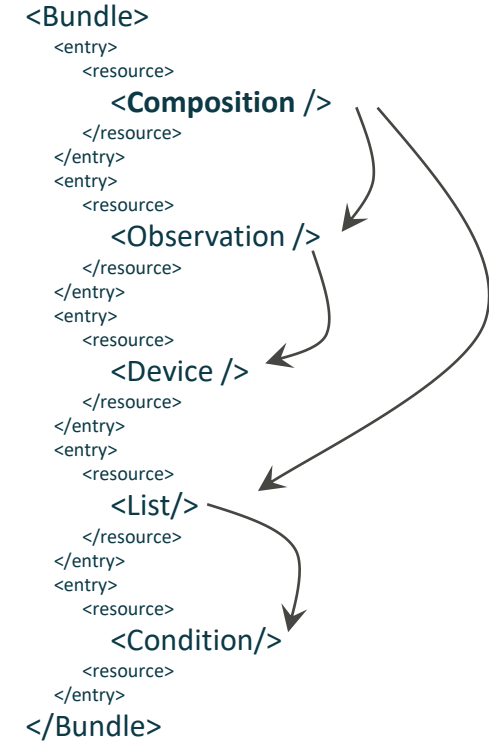 <Bundle>
<entry>
<resource>
<Composition />
</resource>
</entry>
<entry>
<resource>
<Observation />
</resource>
</entry>
<entry>
<resource>
<Device />
</resource>
</entry>
<entry>
<resource>
<List/>
</resource>
</entry>
<entry>
<resource>
<Condition/>
<resource>
</entry>
</Bundle>